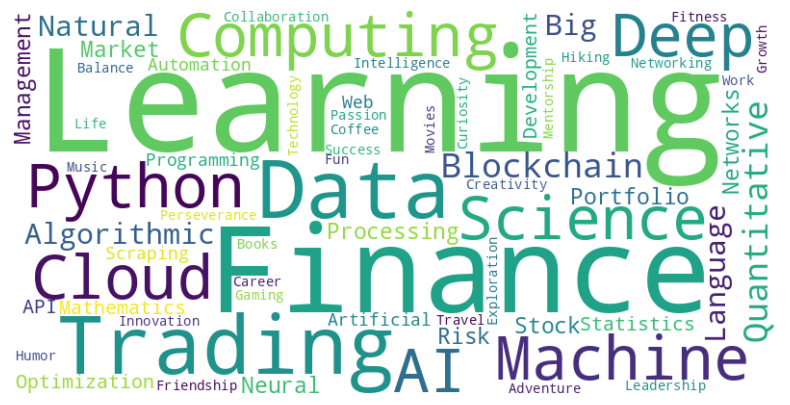 Management
Natural
Collaboration
Computing
Development
Big
Deep
Fitness
Growth
Market
Balance
Automation
Intelligence
Hiking
Networking
Mentorship
Work
Learning
Life
Technology
Web
Passion
Coffee
Success
Fun
Movies
Curiosity
Networks
Quantitative
Music
Programming
Python
Data
Blockchain
Creativity
Portfolio
Perseverance
Algorithmic
Scraping
Books
Processing
Science
Language
Cloud
Career
Gaming
Finance
Exploration
API
Mathematics
Innovation
Artificial
Travel
Risk
Stock
Statistics
Humor
Trading
AI
Machine
Optimization
Friendship
Neural
Adventure
Leadership